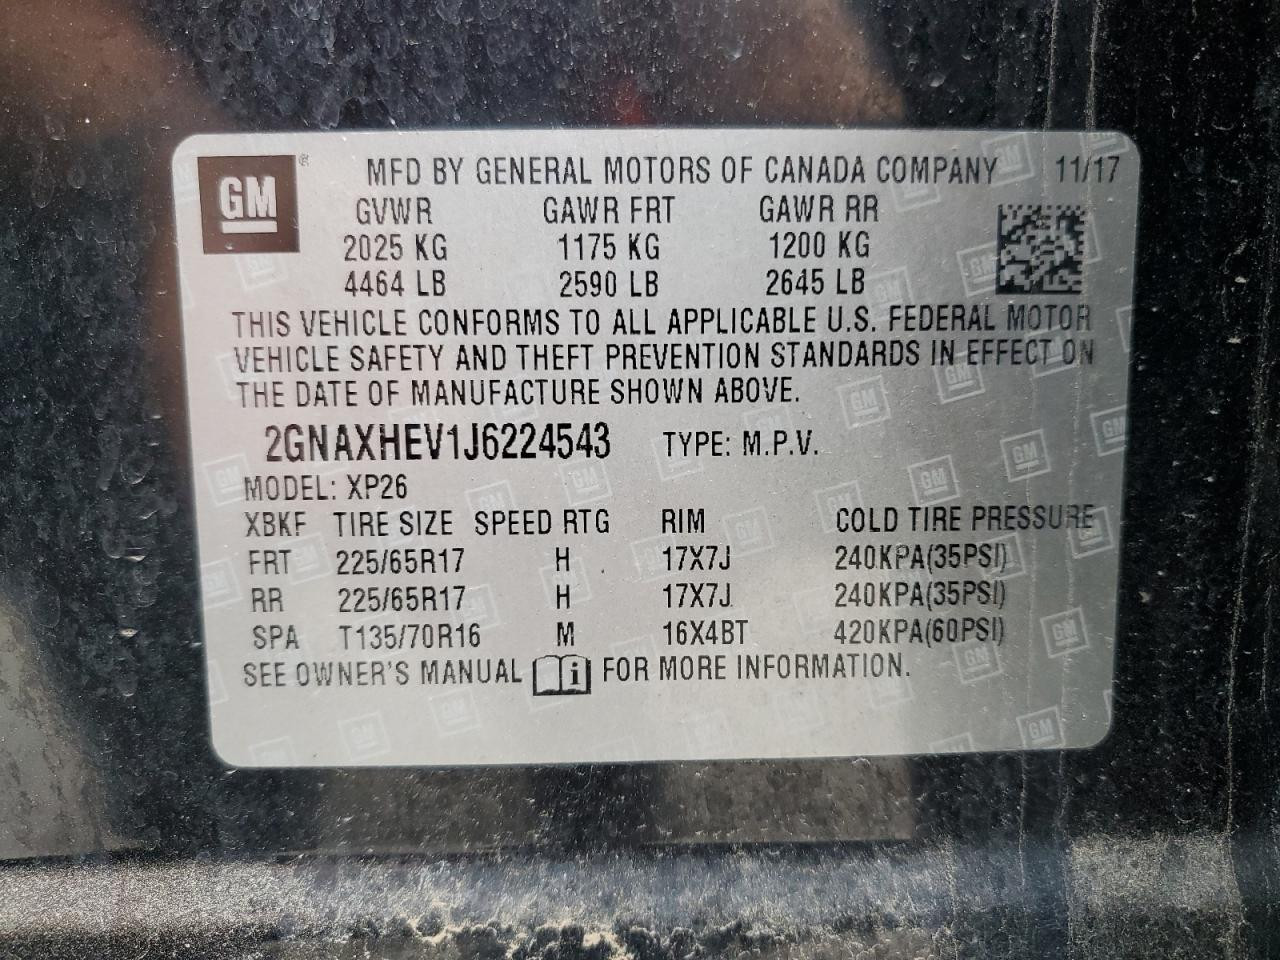 GM ® MFD BY GENERAL MOTORS OF CANADA COMPANY 11/17
GVWR GAWR FRT GAWR RR
2025 KG 1175 KG 1200 KG
4464 LB 2590 LB 2645 LB
THIS VEHICLE CONFORMS TO ALL APPLICABLE U.S. FEDERAL MOTOR
VEHICLE SAFETY AND THEFT PREVENTION STANDARDS IN EFFECT ON
THE DATE OF MANUFACTURE SHOWN ABOVE.
2GNAXHEV1J6224543 TYPE: M.P.V.
MODEL: XP26
XBKF TIRE SIZE SPEED RTG RIM COLD TIRE PRESSURE
FRT 225/65R17 H 17X7J 240KPA(35PSI)
RR 225/65R17 H 17X7J 240KPA(35PSI)
SPA T135/70R16 M 16X4BT 420KPA(60PSI)
SEE OWNER'S MANUAL i FOR MORE INFORMATION.